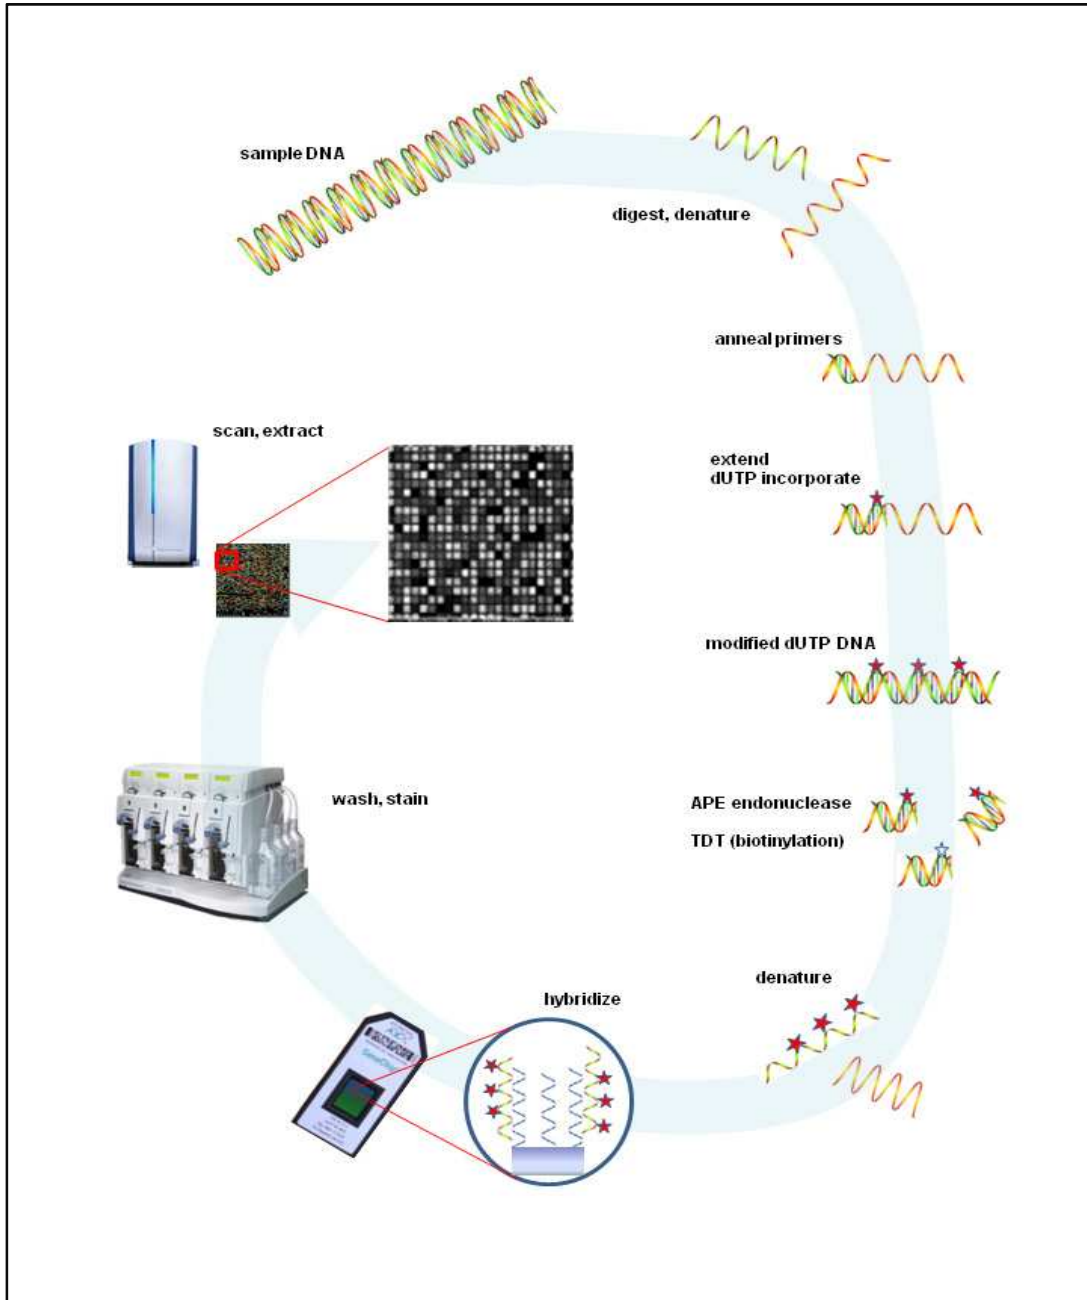 sample DNA
digest, denature
anneal primers
extend
dUTP incorporate
modified dUTP DNA
APE endonuclease
TDT (biotinylation)
denature
hybridize
wash, stain
scan, extract